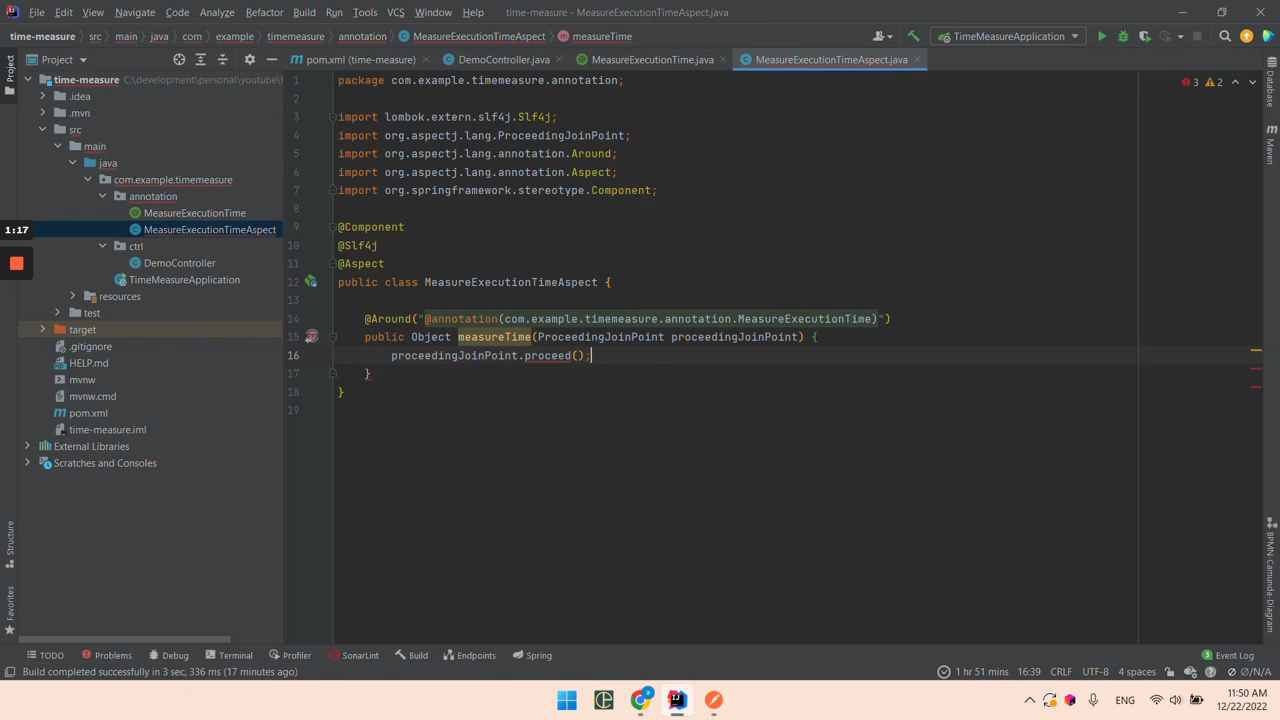 File Edit View Navigate Code Analyze Refactor Build Run Tools VCS Window Help time-measure - MeasureExecutionTimeAspect.java
time-measure src main java com example timemeasure annotation MeasureExecutionTimeAspect measureTime TimeMeasureApplication
Project pom.xml (time-measure) DemoController.java MeasureExecutionTime.java MeasureExecutionTimeAspect.java
Project
time-measure C:\development\personal\youtube\t
.idea
.mvn
src
main
java
com.example.timemeasure
annotation
MeasureExecutionTime
MeasureExecutionTimeAspect
ctrl
DemoController
TimeMeasureApplication
resources
test
target
.gitignore
HELP.md
mvnw
mvnw.cmd
pom.xml
time-measure.iml
External Libraries
Scratches and Consoles
1:17
Structure
Favorites
1 package com.example.timemeasure.annotation;
2
3 import lombok.extern.slf4j.Slf4j;
4 import org.aspectj.lang.ProceedingJoinPoint;
5 import org.aspectj.lang.annotation.Around;
6 import org.aspectj.lang.annotation.Aspect;
7 import org.springframework.stereotype.Component;
8
9 @Component
10 @Slf4j
11 @Aspect
12 public class MeasureExecutionTimeAspect {
13
14 @Around("@annotation(com.example.timemeasure.annotation.MeasureExecutionTime)")
15 public Object measureTime(ProceedingJoinPoint proceedingJoinPoint) {
16 proceedingJoinPoint.proceed();
17 }
18 }
19
3 2
Database
Maven
BPMN-Camunda-Diagram
TODO Problems Debug Terminal Profiler SonarLint Build Endpoints Spring 3 Event Log
Build completed successfully in 3 sec, 336 ms (17 minutes ago) 1 hr 51 mins 16:39 CRLF UTF-8 4 spaces Ø/N/A
ENG 11:50 AM
12/22/2022